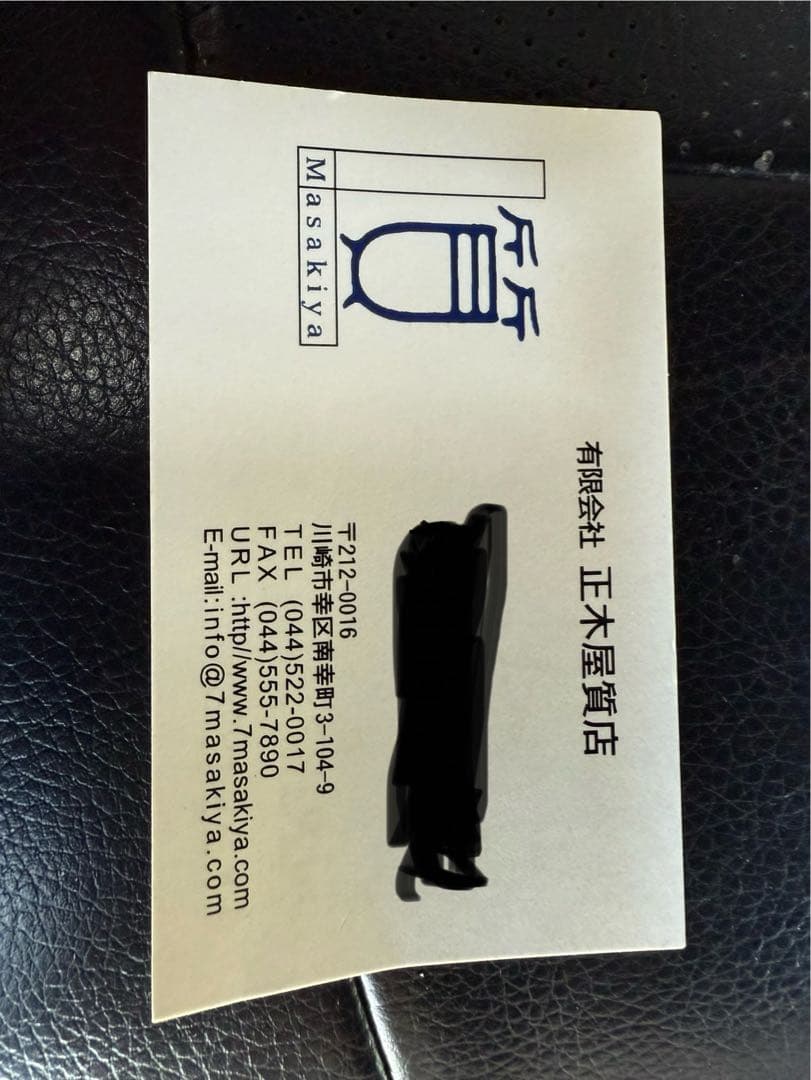 質
Masakiya
有限会社 正木屋質店
〒212-0016
川崎市幸区南幸町3-104-9
TEL (044)522-0017
FAX (044)555-7890
URL :http//www.7masakiya.com
E-mail:info@7masakiya.com